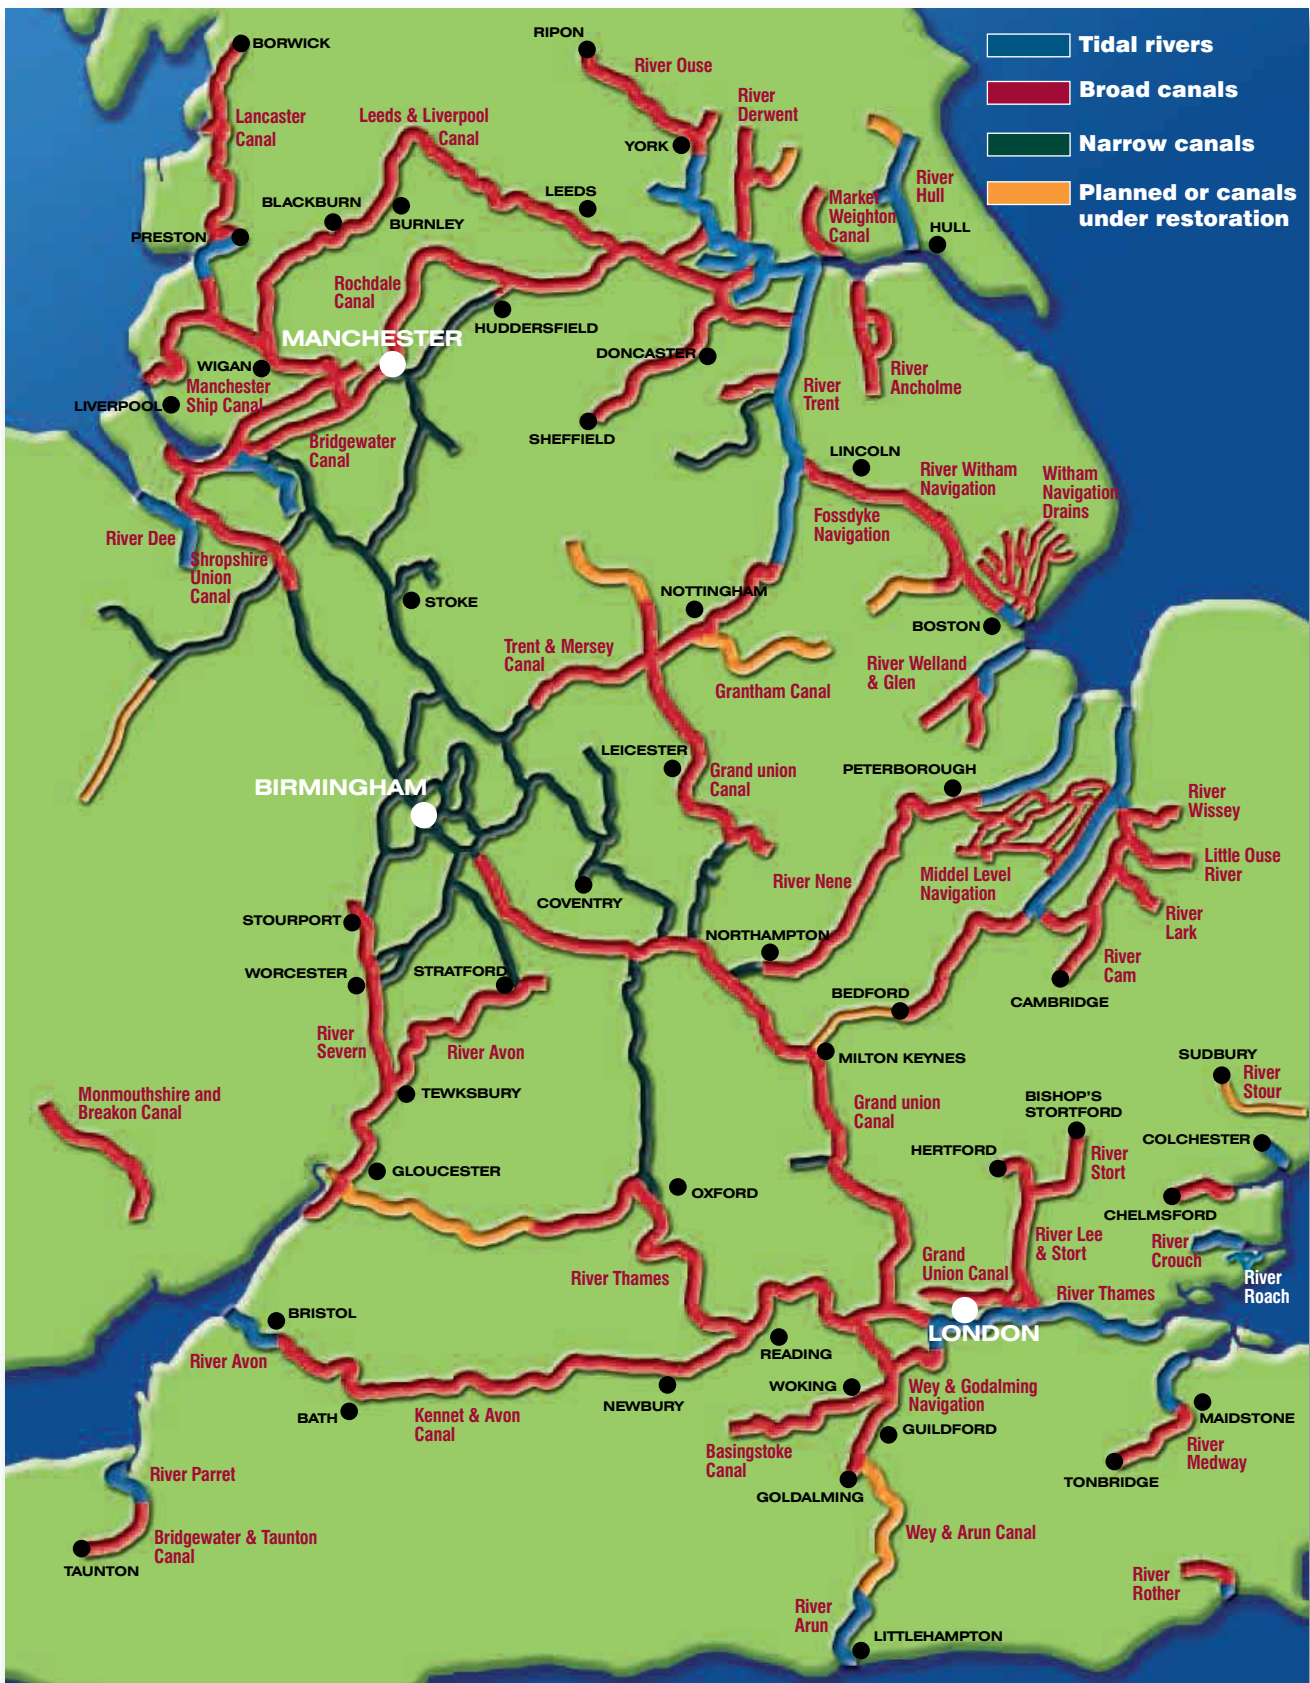 BORWICK
RIPON
Tidal rivers
Broad canals
Narrow canals
Planned or canals
under restoration
River Ouse
River
Derwent
Lancaster
Canal
Leeds & Liverpool
Canal
YORK
LEEDS
BLACKBURN
BURNLEY
PRESTON
Market
Weighton
Canal
River
Hull
HULL
Rochdale
Canal
HUDDERSFIELD
MANCHESTER
WIGAN
DONCASTER
Manchester
Ship Canal
LIVERPOOL
River
Trent
River
Ancholme
SHEFFIELD
Bridgewater
Canal
LINCOLN
River Witham
Navigation
Witham
Navigation
Drains
Fossdyke
Navigation
River Dee
Shropshire
Union
Canal
STOKE
NOTTINGHAM
BOSTON
Trent & Mersey
Canal
Grantham Canal
River Welland
& Glen
LEICESTER
Grand union
Canal
PETERBOROUGH
BIRMINGHAM
River
Wissey
Little Ouse
River
River Nene
Middel Level
Navigation
River
Lark
COVENTRY
STOURPORT
NORTHAMPTON
River
Cam
WORCESTER
STRATFORD
BEDFORD
CAMBRIDGE
River
Severn
River Avon
MILTON KEYNES
SUDBURY
River
Stour
TEWKSBURY
Monmouthshire and
Breakon Canal
Grand union
Canal
BISHOP'S
STORTFORD
HERTFORD
River
Stort
COLCHESTER
GLOUCESTER
OXFORD
CHELMSFORD
River Lee
& Stort
River
Crouch
River
Roach
Grand
Union Canal
River Thames
River Thames
BRISTOL
LONDON
River Avon
READING
WOKING
Wey & Godalming
Navigation
NEWBURY
BATH
Kennet & Avon
Canal
MAIDSTONE
GUILDFORD
Basingstoke
Canal
River
Medway
TONBRIDGE
River Parret
GOLDALMING
Bridgewater & Taunton
Canal
Wey & Arun Canal
TAUNTON
River
Rother
River
Arun
LITTLEHAMPTON